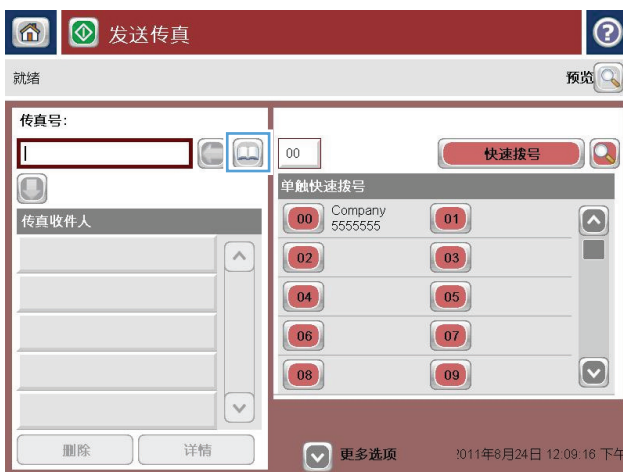 发送传真
就绪
预览
传真号：
00
快速拨号
单触快速拨号
00 Company 5555555 01
传真收件人
02 03
04 05
06 07
08 09
删除 详情
更多选项
2011年8月24日 12:09:16 下午